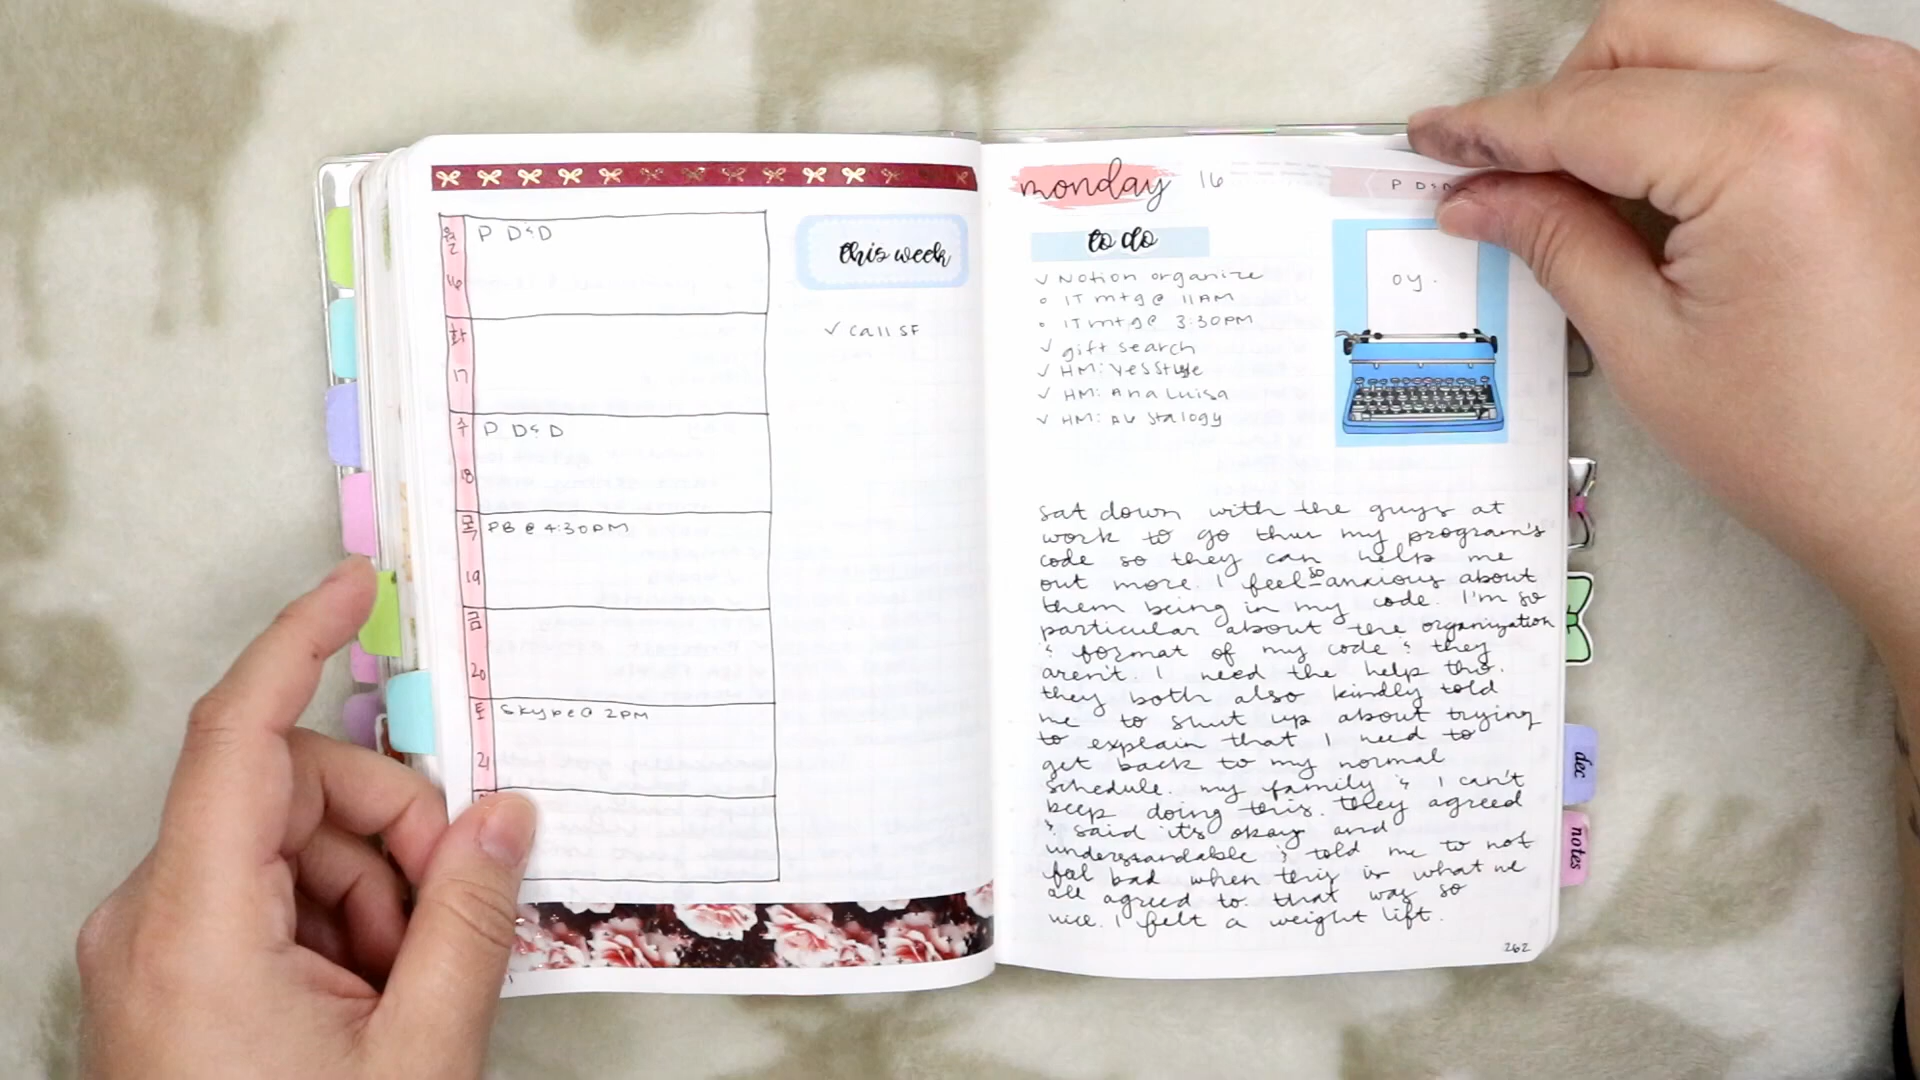 월
16
P D&D
화
17
수
18
P D&D
목
19
PB @ 4:30PM
금
20
토
21
Skype @ 2PM
this week
✓ call SF
monday 16
P D&D
to do
✓ Notion organize
• IT mtg @ 11AM
• IT mtg @ 3:30PM
✓ gift search
✓ HM: YesStyle
✓ HM: Ana Luisa
✓ HM: AV Stalogy
oy.
sat down with the guys at
work to go thru my program's
code so they can help me
out more. I feel so anxious about
them being in my code. I'm so
particular about the organization
& format of my code & they
aren't. I need the help tho.
they both also kindly told
me to shut up about trying
to explain that I need to
get back to my normal
schedule. my family & I can't
keep doing this. they agreed
& said it's okay and
understandable & told me to not
feel bad when this is what we
all agreed to. that was so
nice. I felt a weight lift.
262
dec
notes